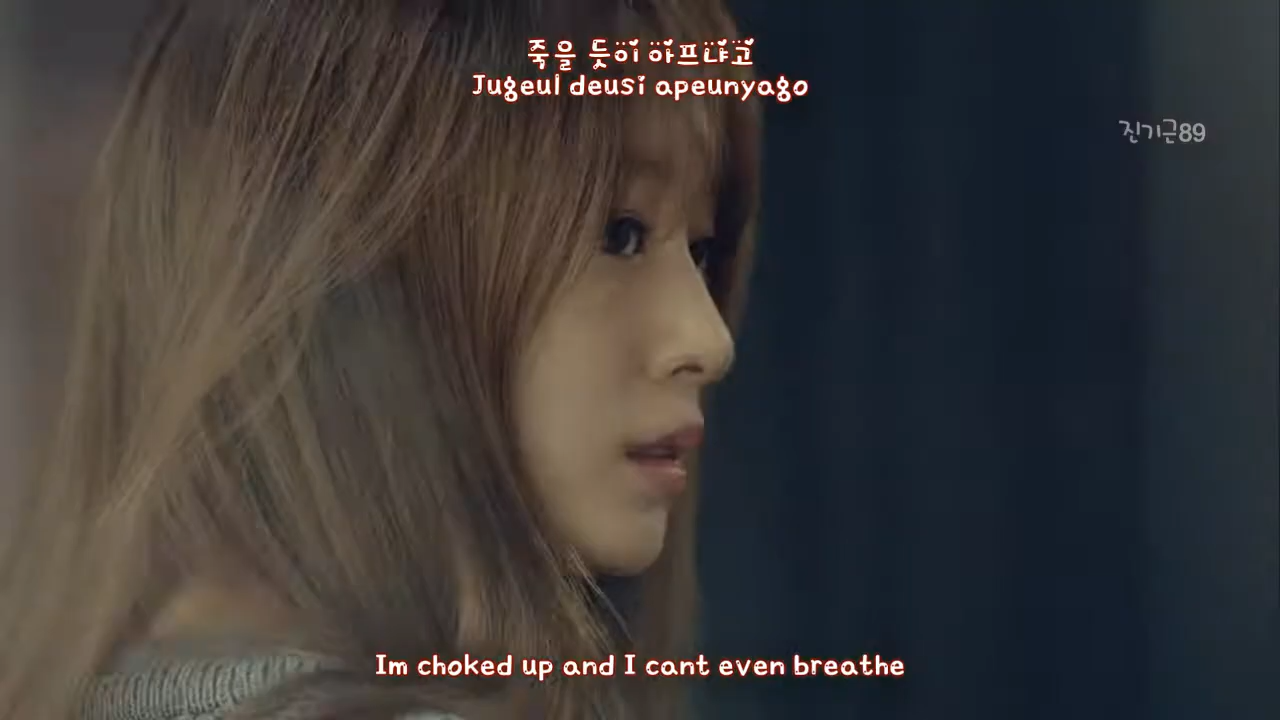 죽을 듯이 아프냐고
Jugeul deusi apeunyago
진기근89
Im choked up and I cant even breathe